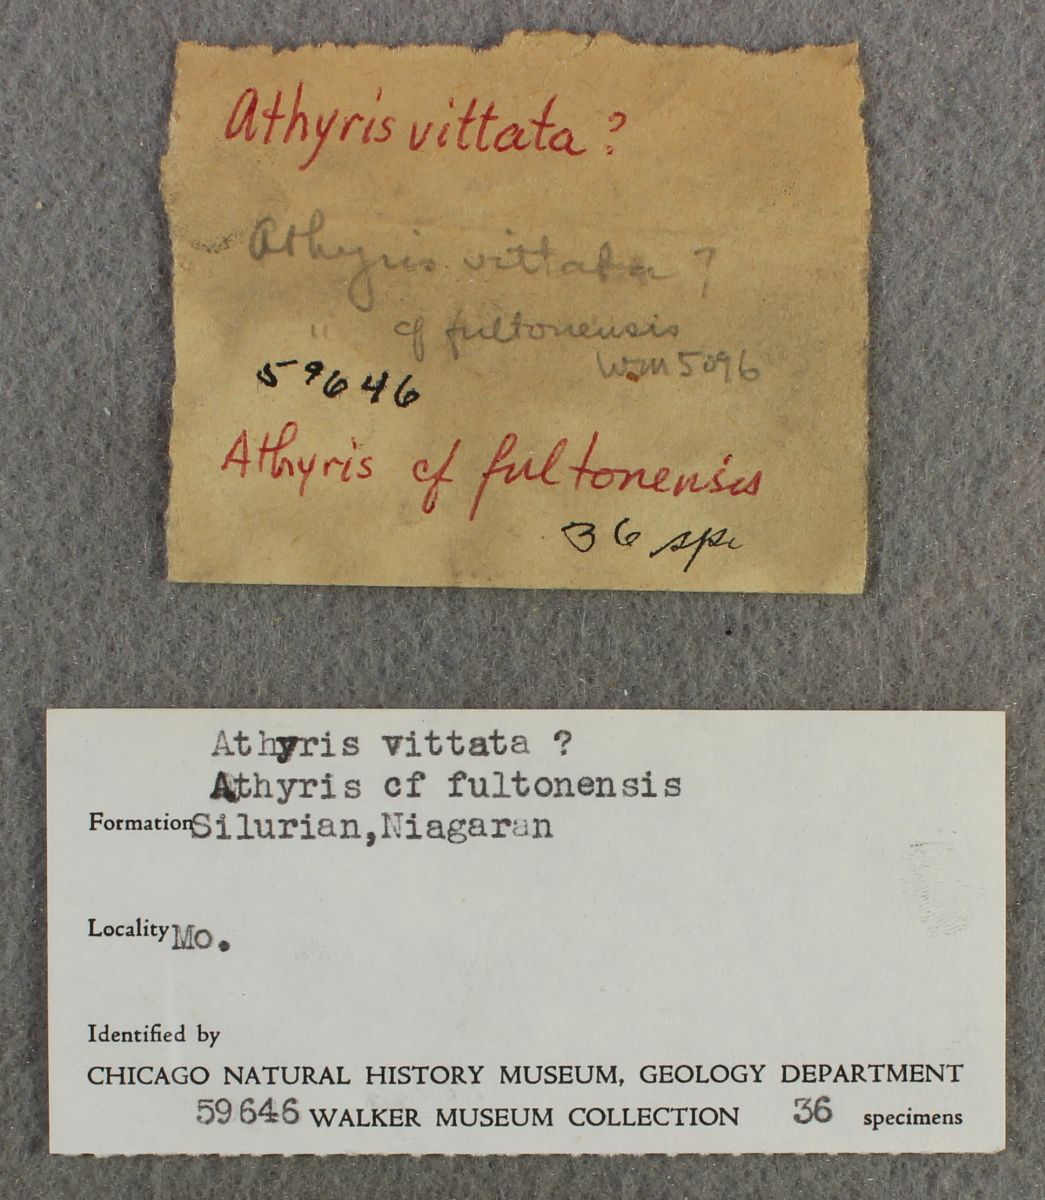 Athyris vittata ?
Athyris vittata ?
" cf fultonensis
WM 5096
59646
Athyris cf fultonensis
36 spc
Athyris vittata ?
Athyris cf fultonensis
Formation Silurian, Niagaran
Locality Mo.
Identified by
CHICAGO NATURAL HISTORY MUSEUM, GEOLOGY DEPARTMENT
59646 WALKER MUSEUM COLLECTION 36 specimens